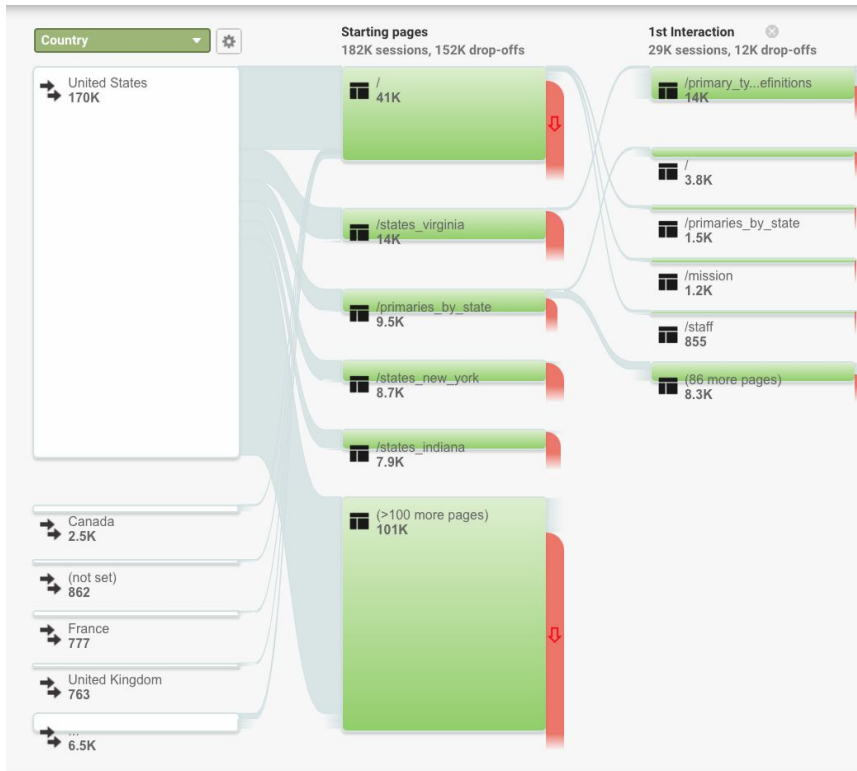 Country
United States
170K
Canada
2.5K
(not set)
862
France
777
United Kingdom
763
...
6.5K
Starting pages
182K sessions, 152K drop-offs
/
41K
/states_virginia
14K
/primaries_by_state
9.5K
/states_new_york
8.7K
/states_indiana
7.9K
(>100 more pages)
101K
1st Interaction
29K sessions, 12K drop-offs
/primary_ty...efinitions
14K
/
3.8K
/primaries_by_state
1.5K
/mission
1.2K
/staff
855
(86 more pages)
8.3K